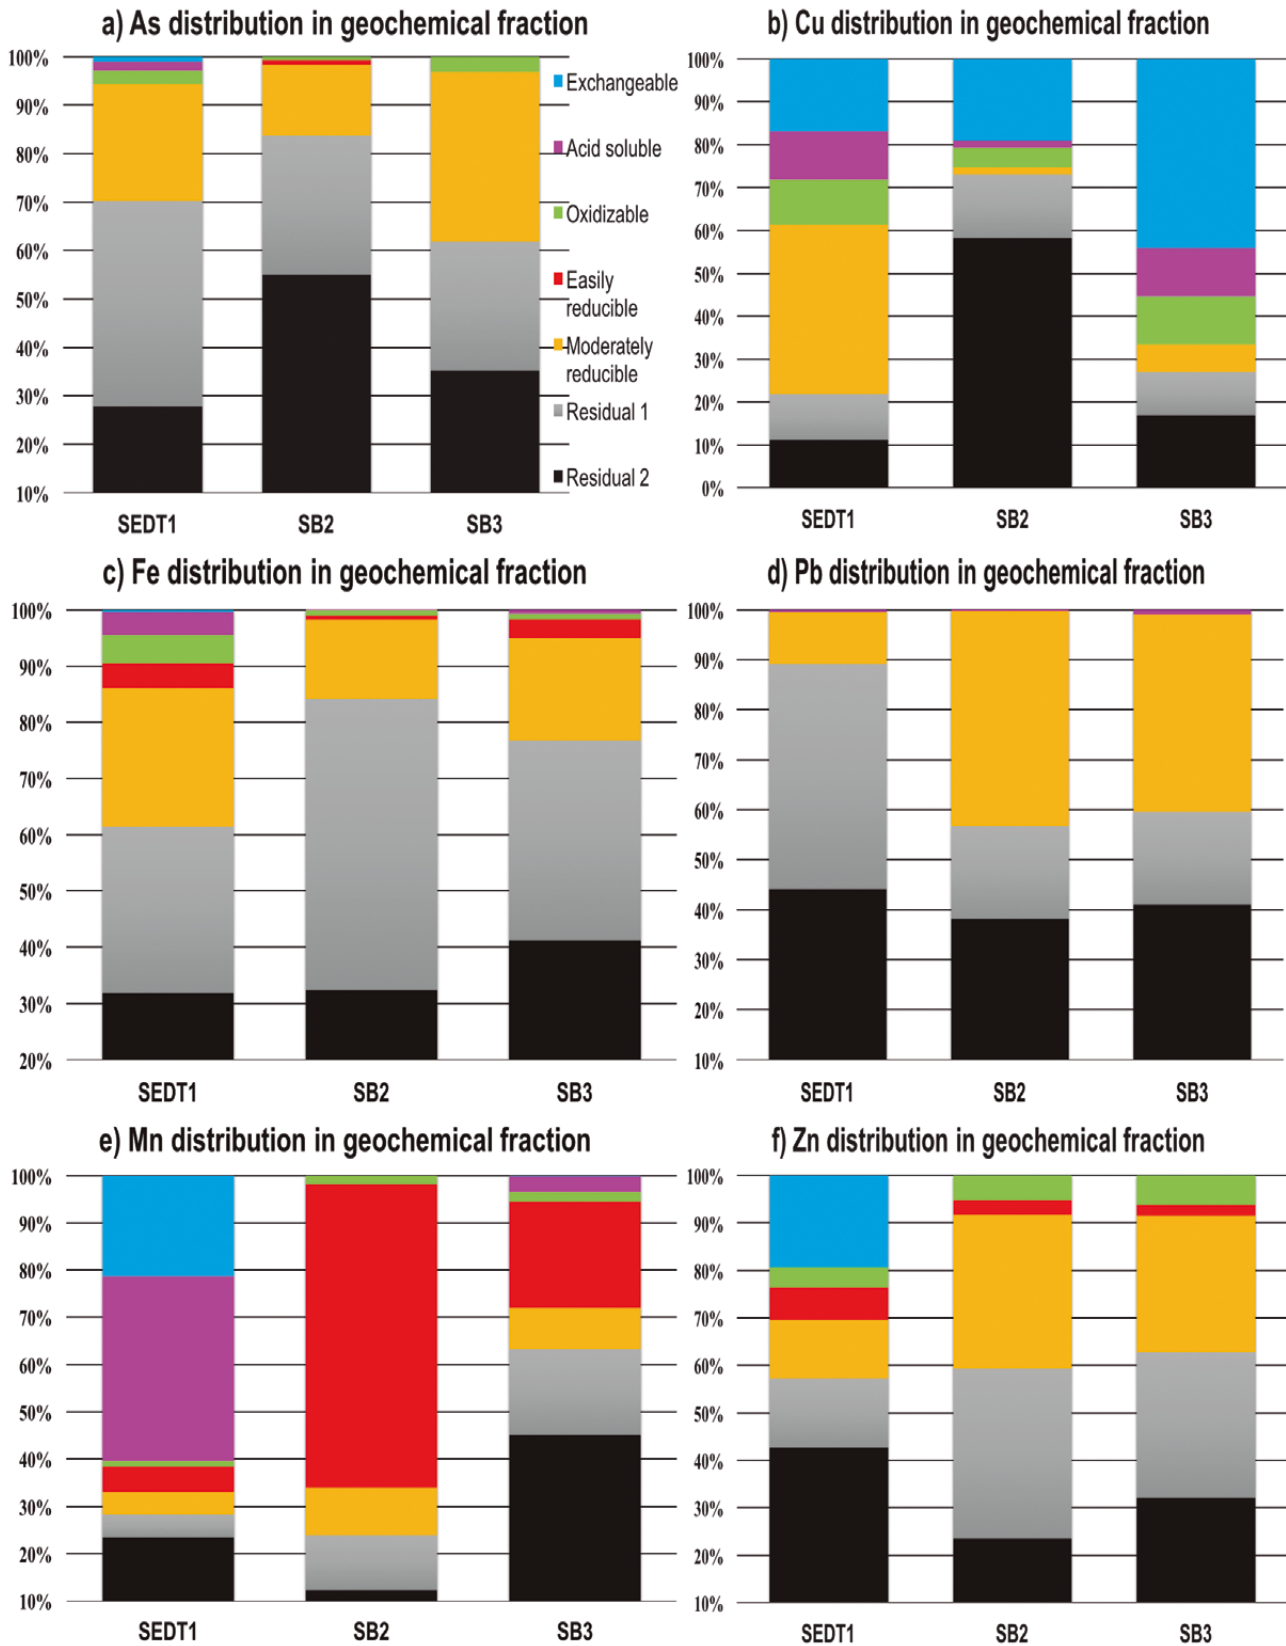 a) As distribution in geochemical fraction
100%
90%
80%
70%
60%
50%
40%
30%
20%
10%
SEDT1
SB2
SB3
Exchangeable
Acid soluble
Oxidizable
Easily
reducible
Moderately
reducible
Residual 1
Residual 2
b) Cu distribution in geochemical fraction
100%
90%
80%
70%
60%
50%
40%
30%
20%
10%
0%
SEDT1
SB2
SB3
c) Fe distribution in geochemical fraction
100%
90%
80%
70%
60%
50%
40%
30%
20%
SEDT1
SB2
SB3
d) Pb distribution in geochemical fraction
100%
90%
80%
70%
60%
50%
40%
30%
20%
10%
SEDT1
SB2
SB3
e) Mn distribution in geochemical fraction
100%
90%
80%
70%
60%
50%
40%
30%
20%
10%
SEDT1
SB2
SB3
f) Zn distribution in geochemical fraction
100%
90%
80%
70%
60%
50%
40%
30%
20%
10%
SEDT1
SB2
SB3